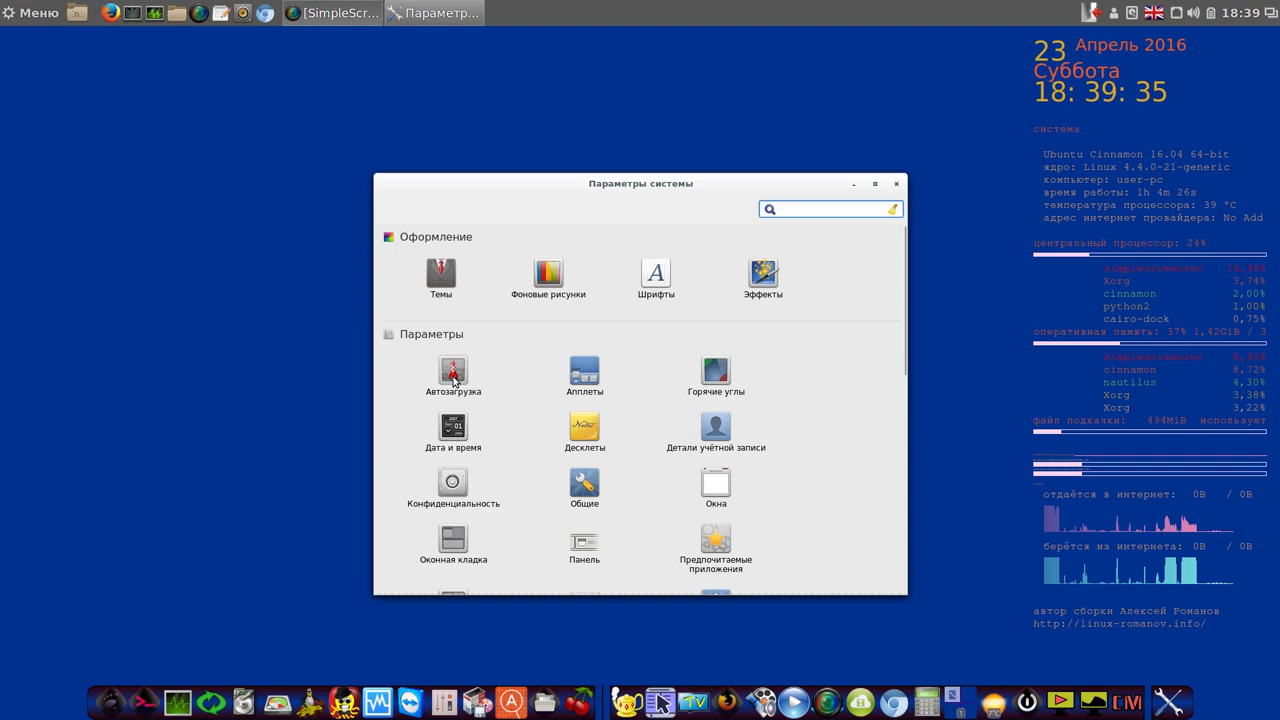 Меню
[SimpleScr...
Параметр...
18:39
23 Апрель 2016
Суббота
18: 39: 35
система
Ubuntu Cinnamon 16.04 64-bit
ядро: Linux 4.4.0-21-generic
компьютер: user-pc
время работы: 1h 4m 26s
температура процессора: 39 °C
адрес интернет провайдера: No Add
центральный процессор: 24%
simplescreenrec
Xorg 3,74%
cinnamon 2,00%
python2 1,00%
cairo-dock 0,75%
оперативная память: 37% 1,42GiB / 3
simplescreenrec 8,92%
cinnamon 8,72%
nautilus 4,30%
Xorg 3,38%
Xorg 3,22%
файл подкачки: 494MiB использует
отдаётся в интернет: 0B / 0B
берётся из интернета: 0B / 0B
автор сборки Алексей Романов
http://linux-romanov.info/
Параметры системы
Оформление
Темы
Фоновые рисунки
Шрифты
Эффекты
Параметры
Автозагрузка
Апплеты
Горячие углы
Дата и время
Десклеты
Детали учётной записи
Конфиденциальность
Общие
Окна
Оконная кладка
Панель
Предпочитаемые
приложения
TV